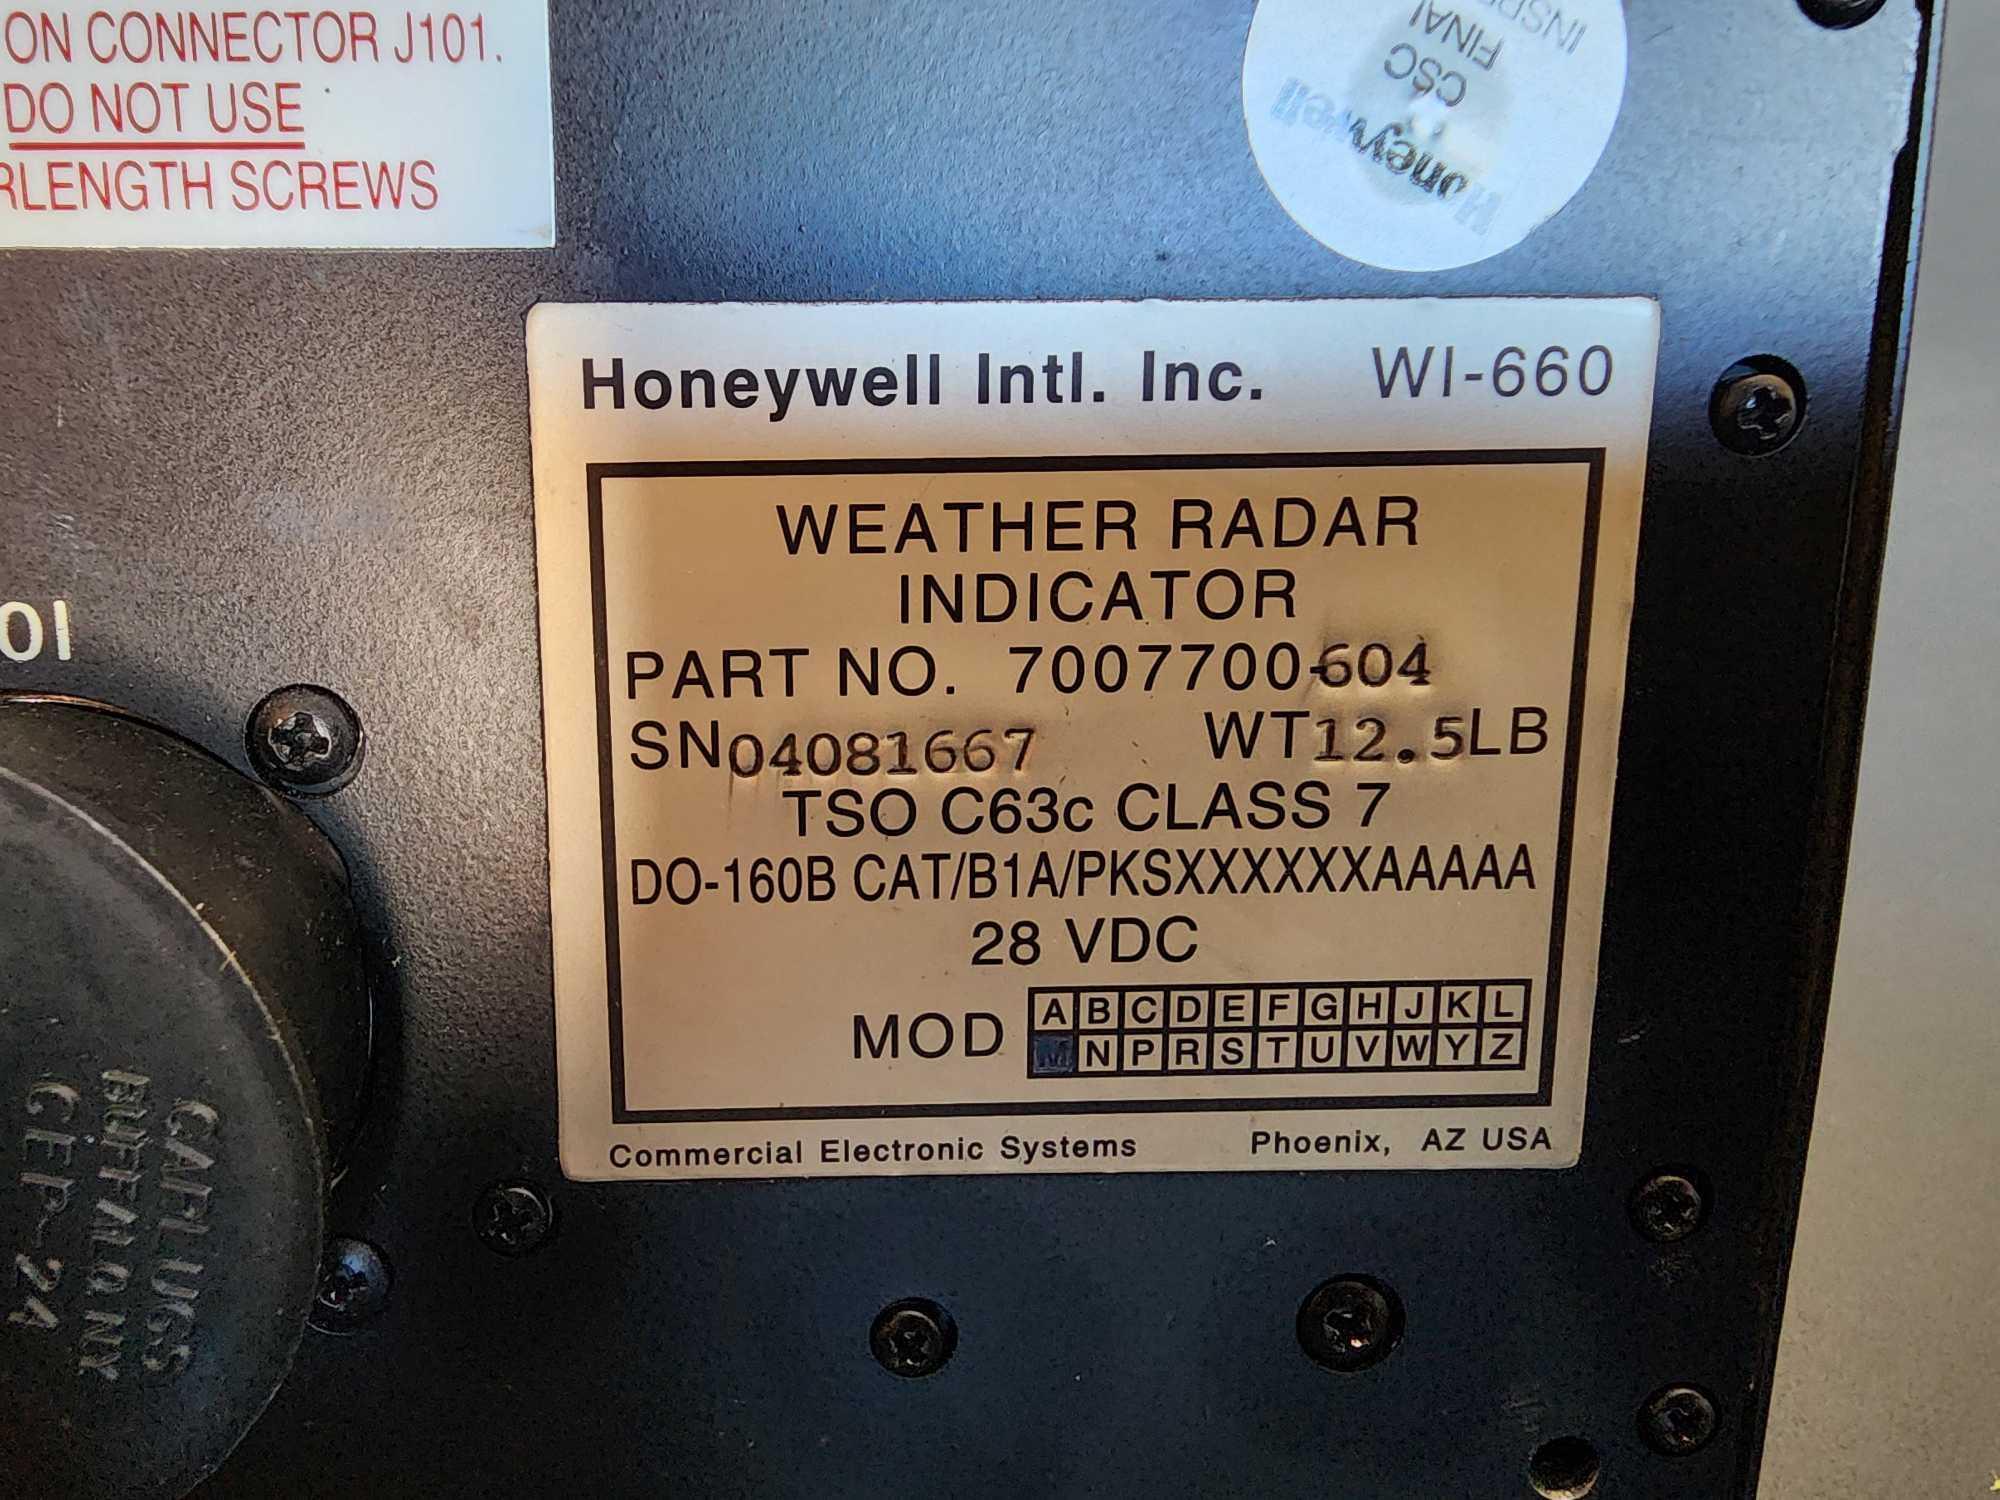 ON CONNECTOR J101.
DO NOT USE
RLENGTH SCREWS
Honeywell
CSC
FINAL
Honeywell Intl. Inc. WI-660
WEATHER RADAR
INDICATOR
PART NO. 7007700-604
SN04081667 WT12.5LB
TSO C63c CLASS 7
DO-160B CAT/B1A/PKSXXXXXXAAAAA
28 VDC
MOD
A B C D E F G H J K L
M N P R S T U V W Y Z
Commercial Electronic Systems Phoenix, AZ USA
01
CAPLUGS
BUFFALO NY
CEP-24